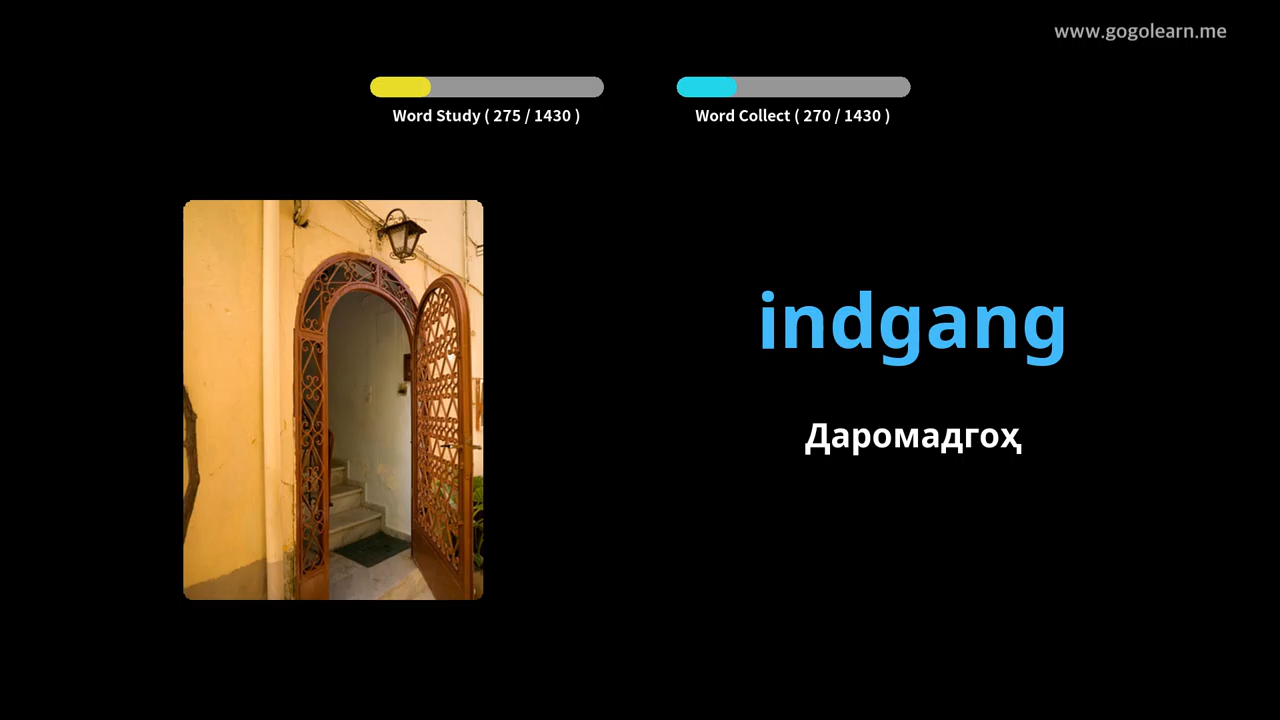 www.gogolearn.me
Word Study ( 275 / 1430 )
Word Collect ( 270 / 1430 )
indgang
Даромадгоҳ